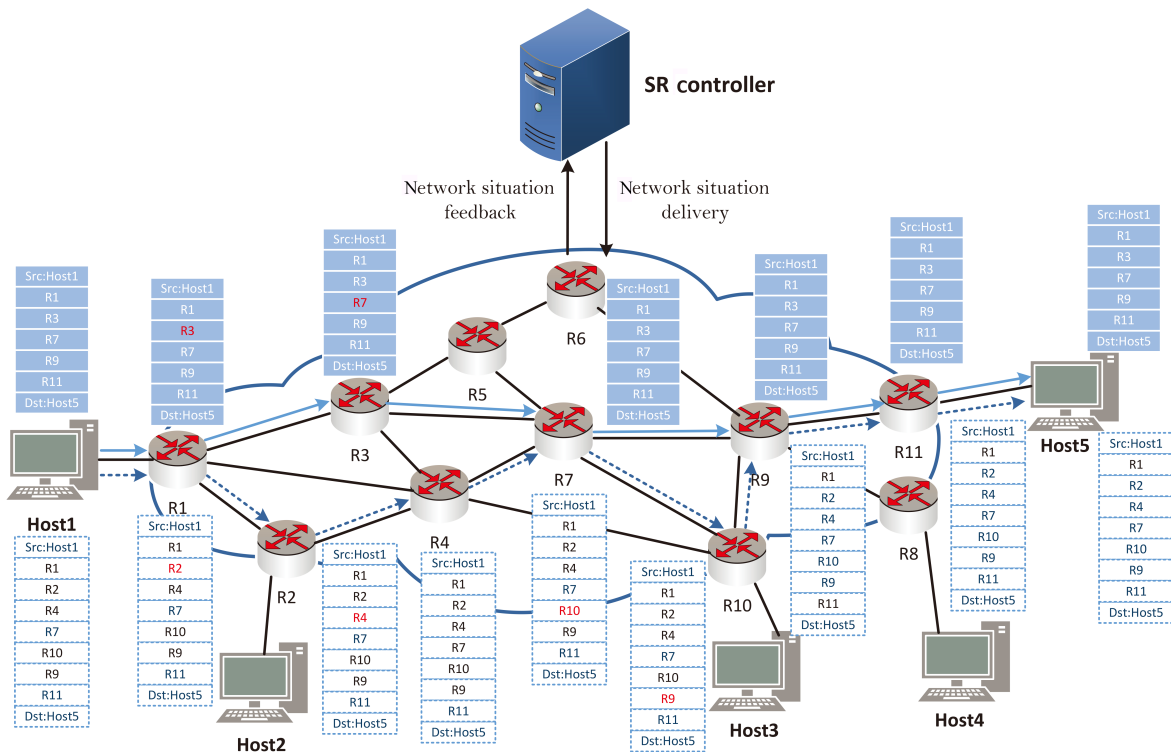 SR controller
Network situation
feedback
Network situation
delivery
Src:Host1
R1
R3
R7
R9
R11
Dst:Host5
Src:Host1
R1
R3
R7
R9
R11
Dst:Host5
Src:Host1
R1
R3
R7
R9
R11
Dst:Host5
Src:Host1
R1
R3
R7
R9
R11
Dst:Host5
Src:Host1
R1
R3
R7
R9
R11
Dst:Host5
Src:Host1
R1
R3
R7
R9
R11
Dst:Host5
Src:Host1
R1
R3
R7
R9
R11
Dst:Host5
R6
R5
R3
R7
R9
R11
Host5
R1
Host1
R4
R8
R2
R10
Src:Host1
R1
R2
R4
R7
R10
R9
R11
Dst:Host5
Src:Host1
R1
R2
R4
R7
R10
R9
R11
Dst:Host5
Src:Host1
R1
R2
R4
R7
R10
R9
R11
Dst:Host5
Src:Host1
R1
R2
R4
R7
R10
R9
R11
Dst:Host5
Src:Host1
R1
R2
R4
R7
R10
R9
R11
Dst:Host5
Src:Host1
R1
R2
R4
R7
R10
R9
R11
Dst:Host5
Src:Host1
R1
R2
R4
R7
R10
R9
R11
Dst:Host5
Src:Host1
R1
R2
R4
R7
R10
R9
R11
Dst:Host5
Src:Host1
R1
R2
R4
R7
R10
R9
R11
Dst:Host5
Host2
Host3
Host4